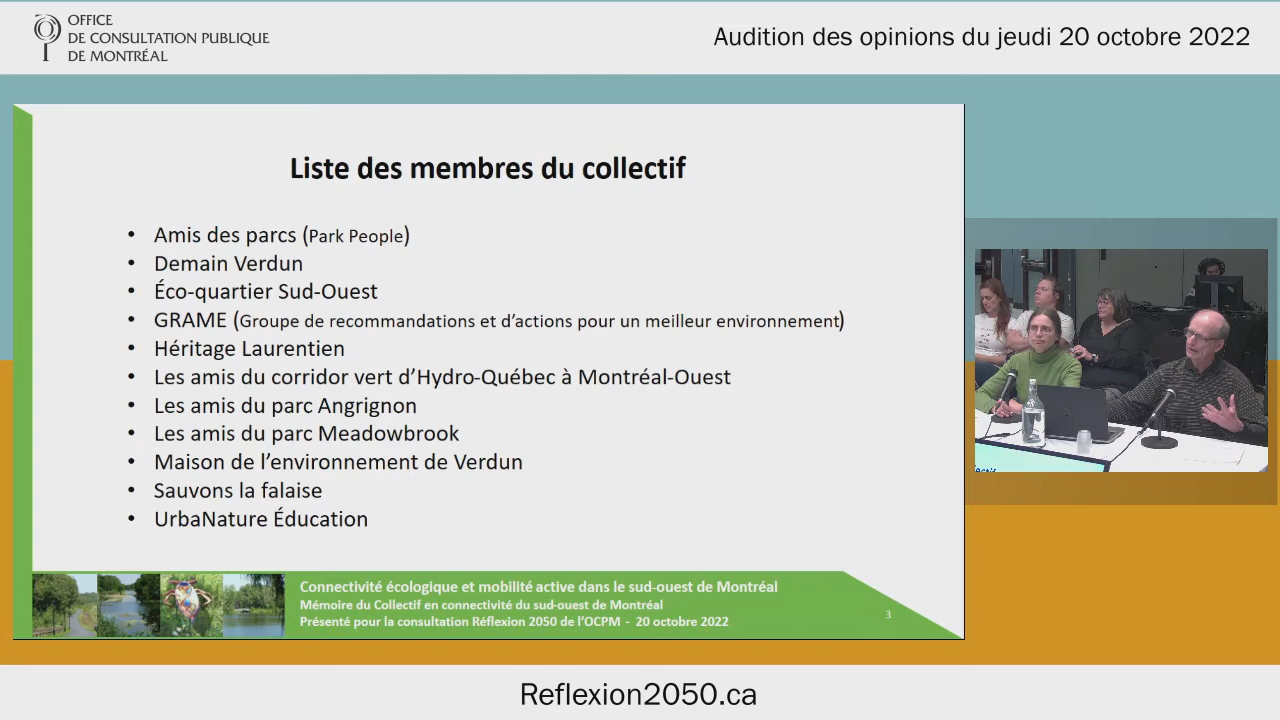 OFFICE
DE CONSULTATION PUBLIQUE
DE MONTRÉAL
Audition des opinions du jeudi 20 octobre 2022
Liste des membres du collectif
• Amis des parcs (Park People)
• Demain Verdun
• Éco-quartier Sud-Ouest
• GRAME (Groupe de recommandations et d’actions pour un meilleur environnement)
• Héritage Laurentien
• Les amis du corridor vert d’Hydro-Québec à Montréal-Ouest
• Les amis du parc Angrignon
• Les amis du parc Meadowbrook
• Maison de l’environnement de Verdun
• Sauvons la falaise
• UrbaNature Éducation
Connectivité écologique et mobilité active dans le sud-ouest de Montréal
Mémoire du Collectif en connectivité du sud-ouest de Montréal
Présenté pour la consultation Réflexion 2050 de l’OCPM - 20 octobre 2022
3
Reflexion2050.ca